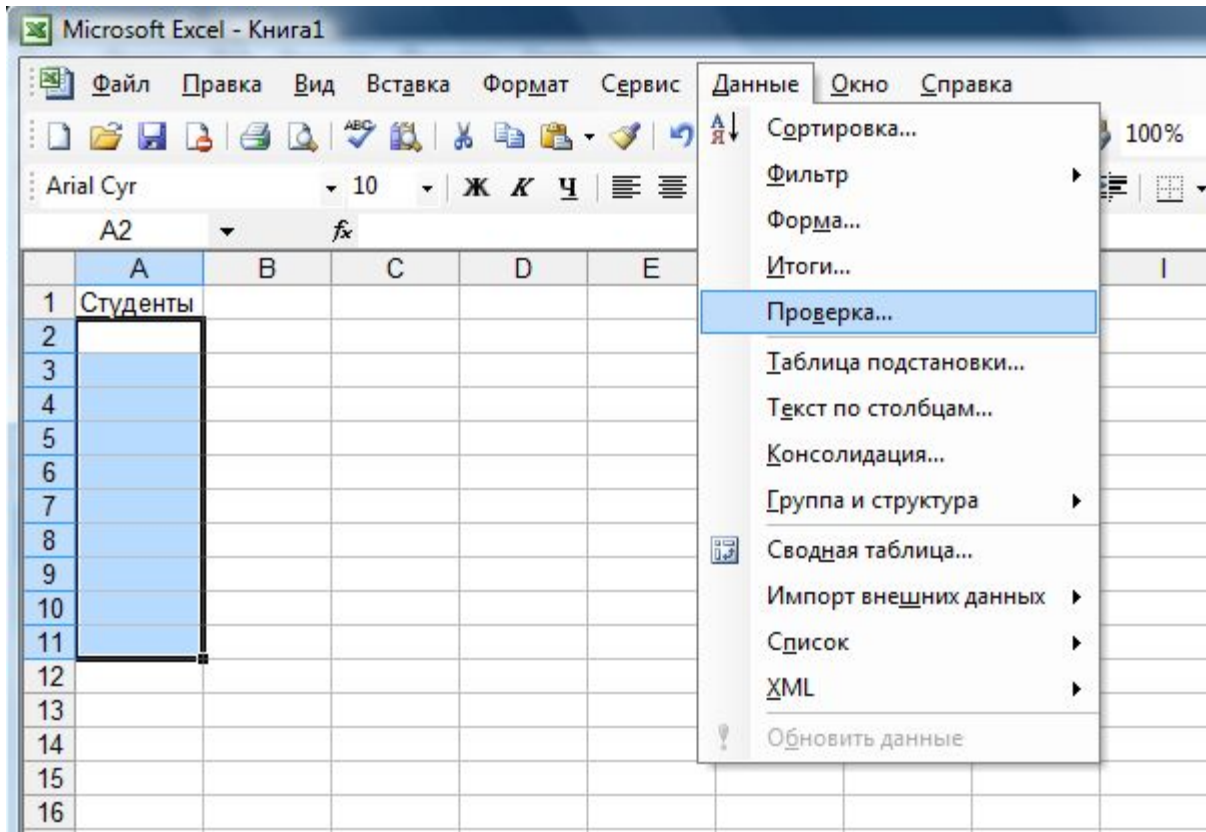 Microsoft Excel - Книга1
Файл Правка Вид Вставка Формат Сервис Данные Окно Справка
ABC 100%
Arial Cyr 10 Ж К Ч
A2 fx
A B C D E I
1 Студенты
2
3
4
5
6
7
8
9
10
11
12
13
14
15
16
А Я Сортировка...
Фильтр
Форма...
Итоги...
Проверка...
Таблица подстановки...
Текст по столбцам...
Консолидация...
Группа и структура
Сводная таблица...
Импорт внешних данных
Список
XML
Обновить данные